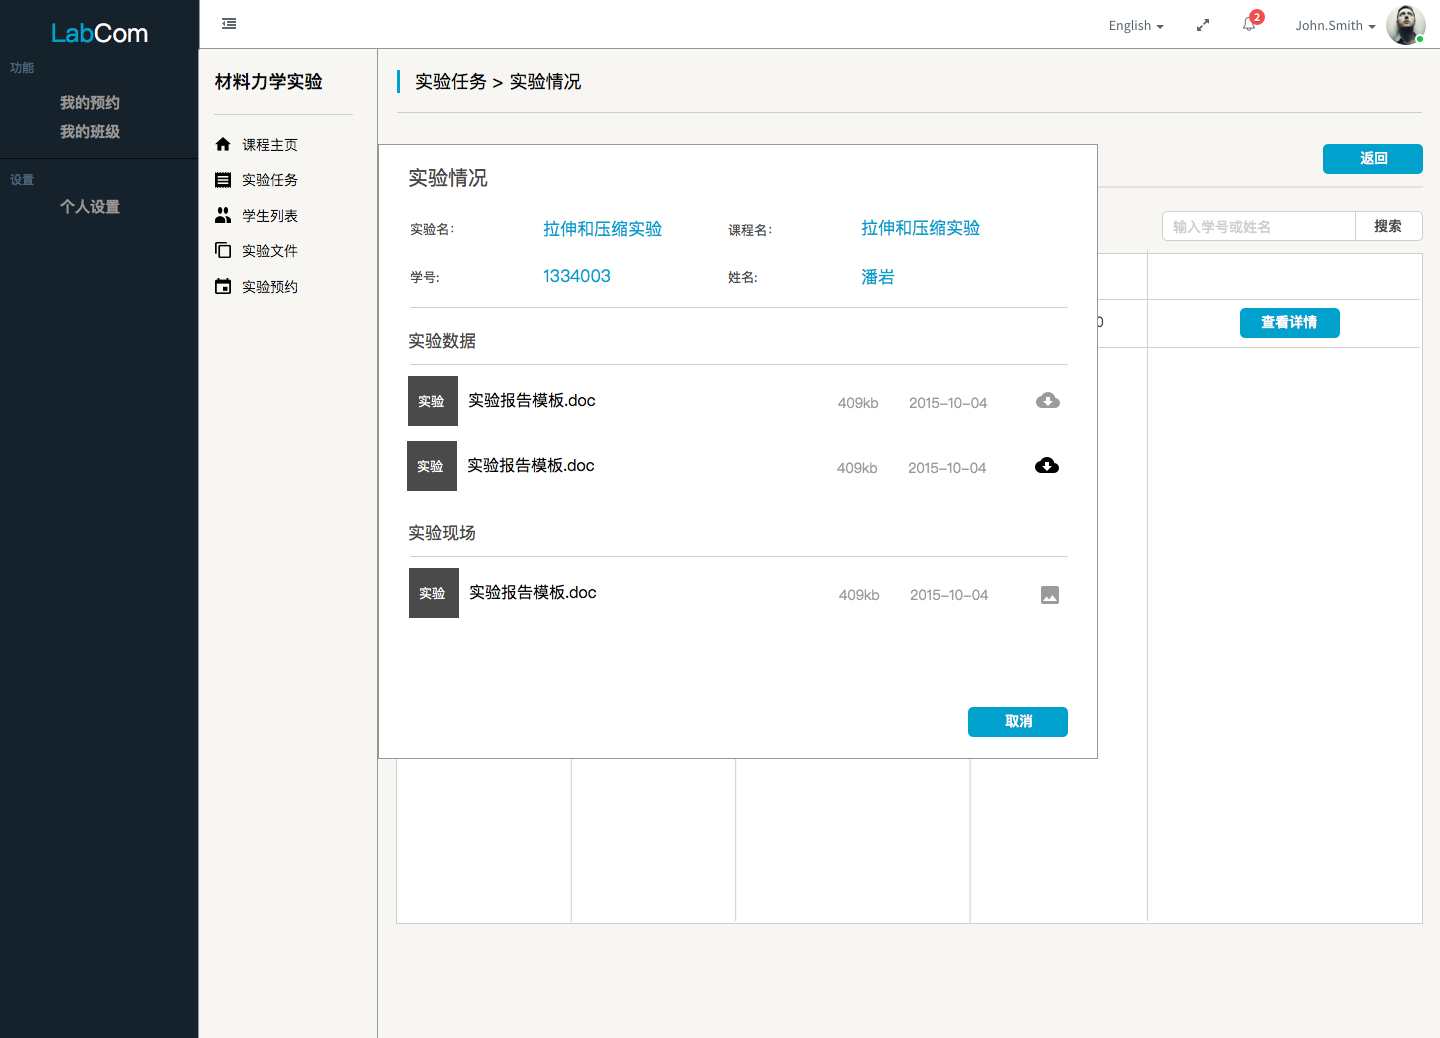 LabCom
功能
我的预约
我的班级
设置
个人设置
English
2
John.Smith
材料力学实验
课程主页
实验任务
学生列表
实验文件
实验预约
实验任务 > 实验情况
返回
输入学号或姓名 搜索
0 查看详情
实验情况
实验名: 拉伸和压缩实验 课程名: 拉伸和压缩实验
学号: 1334003 姓名: 潘岩
实验数据
实验 实验报告模板.doc 409kb 2015-10-04
实验 实验报告模板.doc 409kb 2015-10-04
实验现场
实验 实验报告模板.doc 409kb 2015-10-04
取消